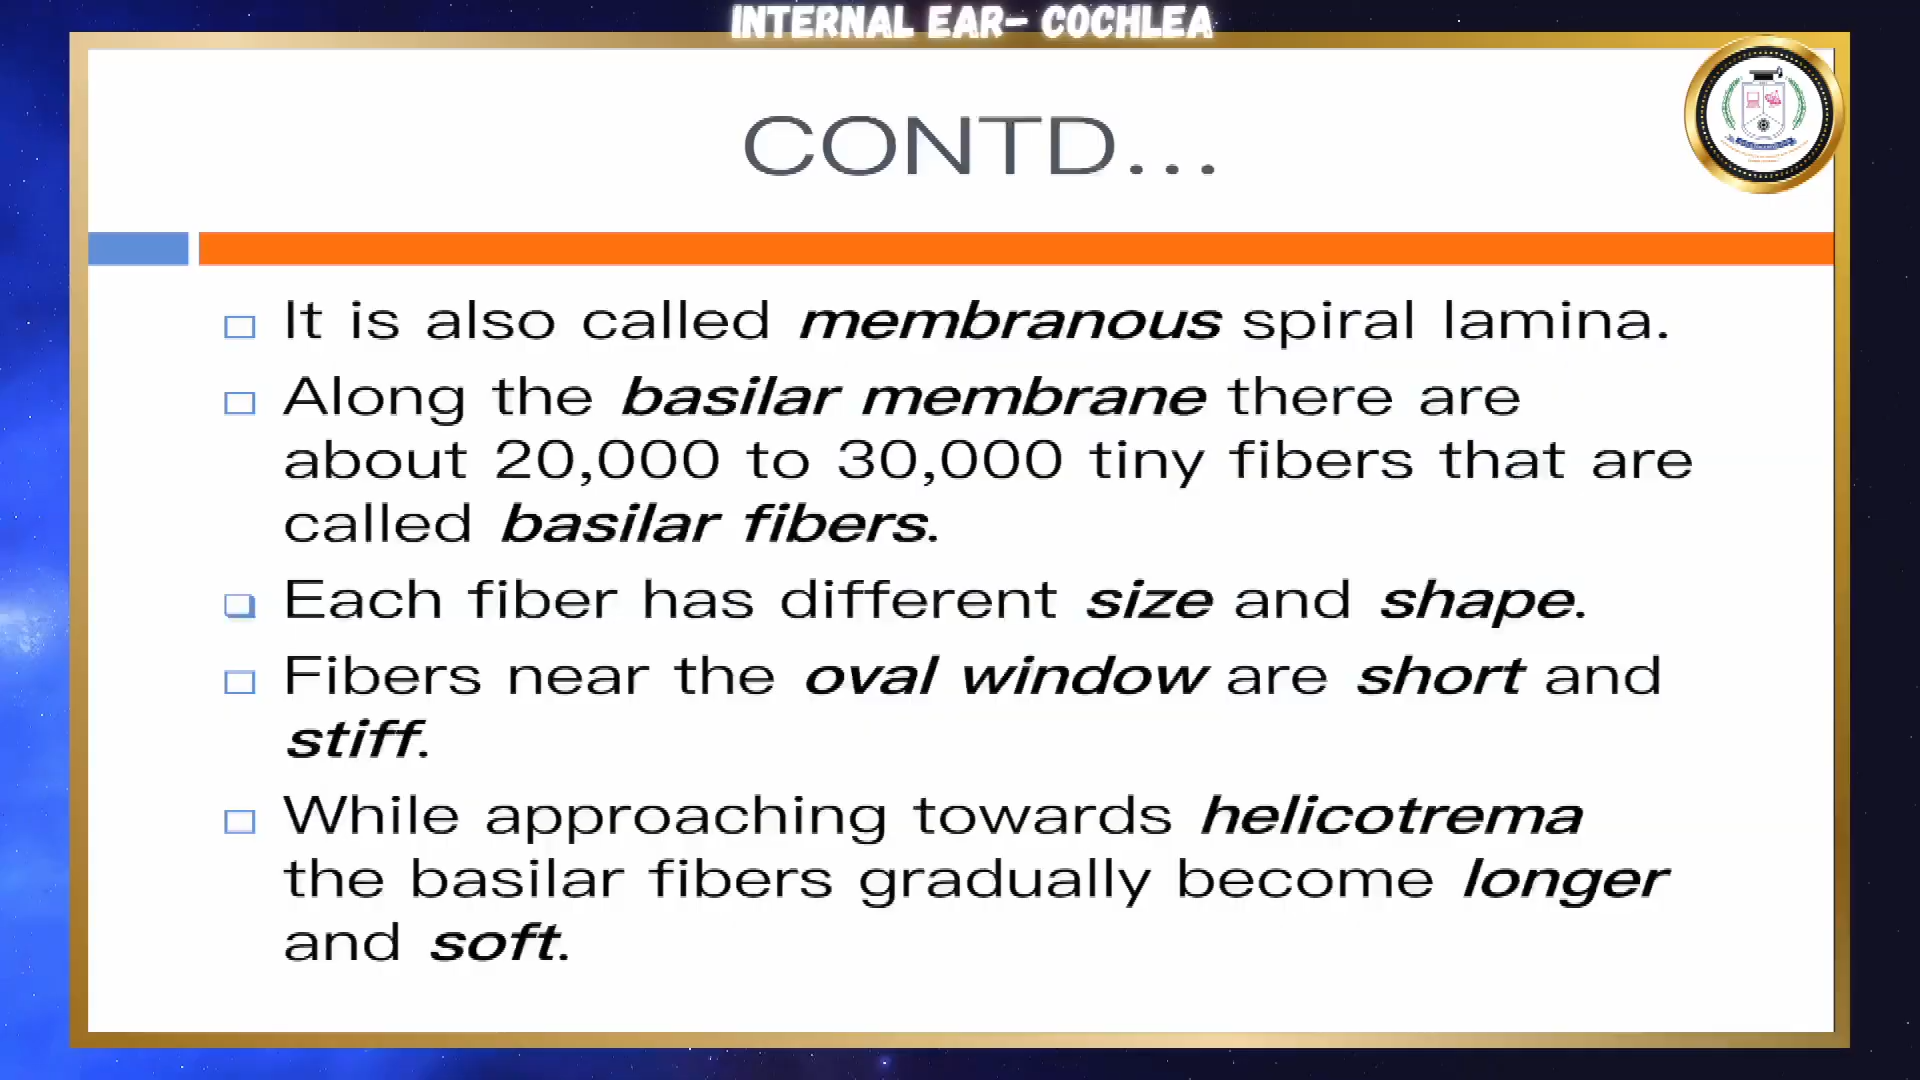 INTERNAL EAR- COCHLEA
CONTD...
It is also called membranous spiral lamina.
Along the basilar membrane there are
about 20,000 to 30,000 tiny fibers that are
called basilar fibers.
Each fiber has different size and shape.
Fibers near the oval window are short and
stiff.
While approaching towards helicotrema
the basilar fibers gradually become longer
and soft.